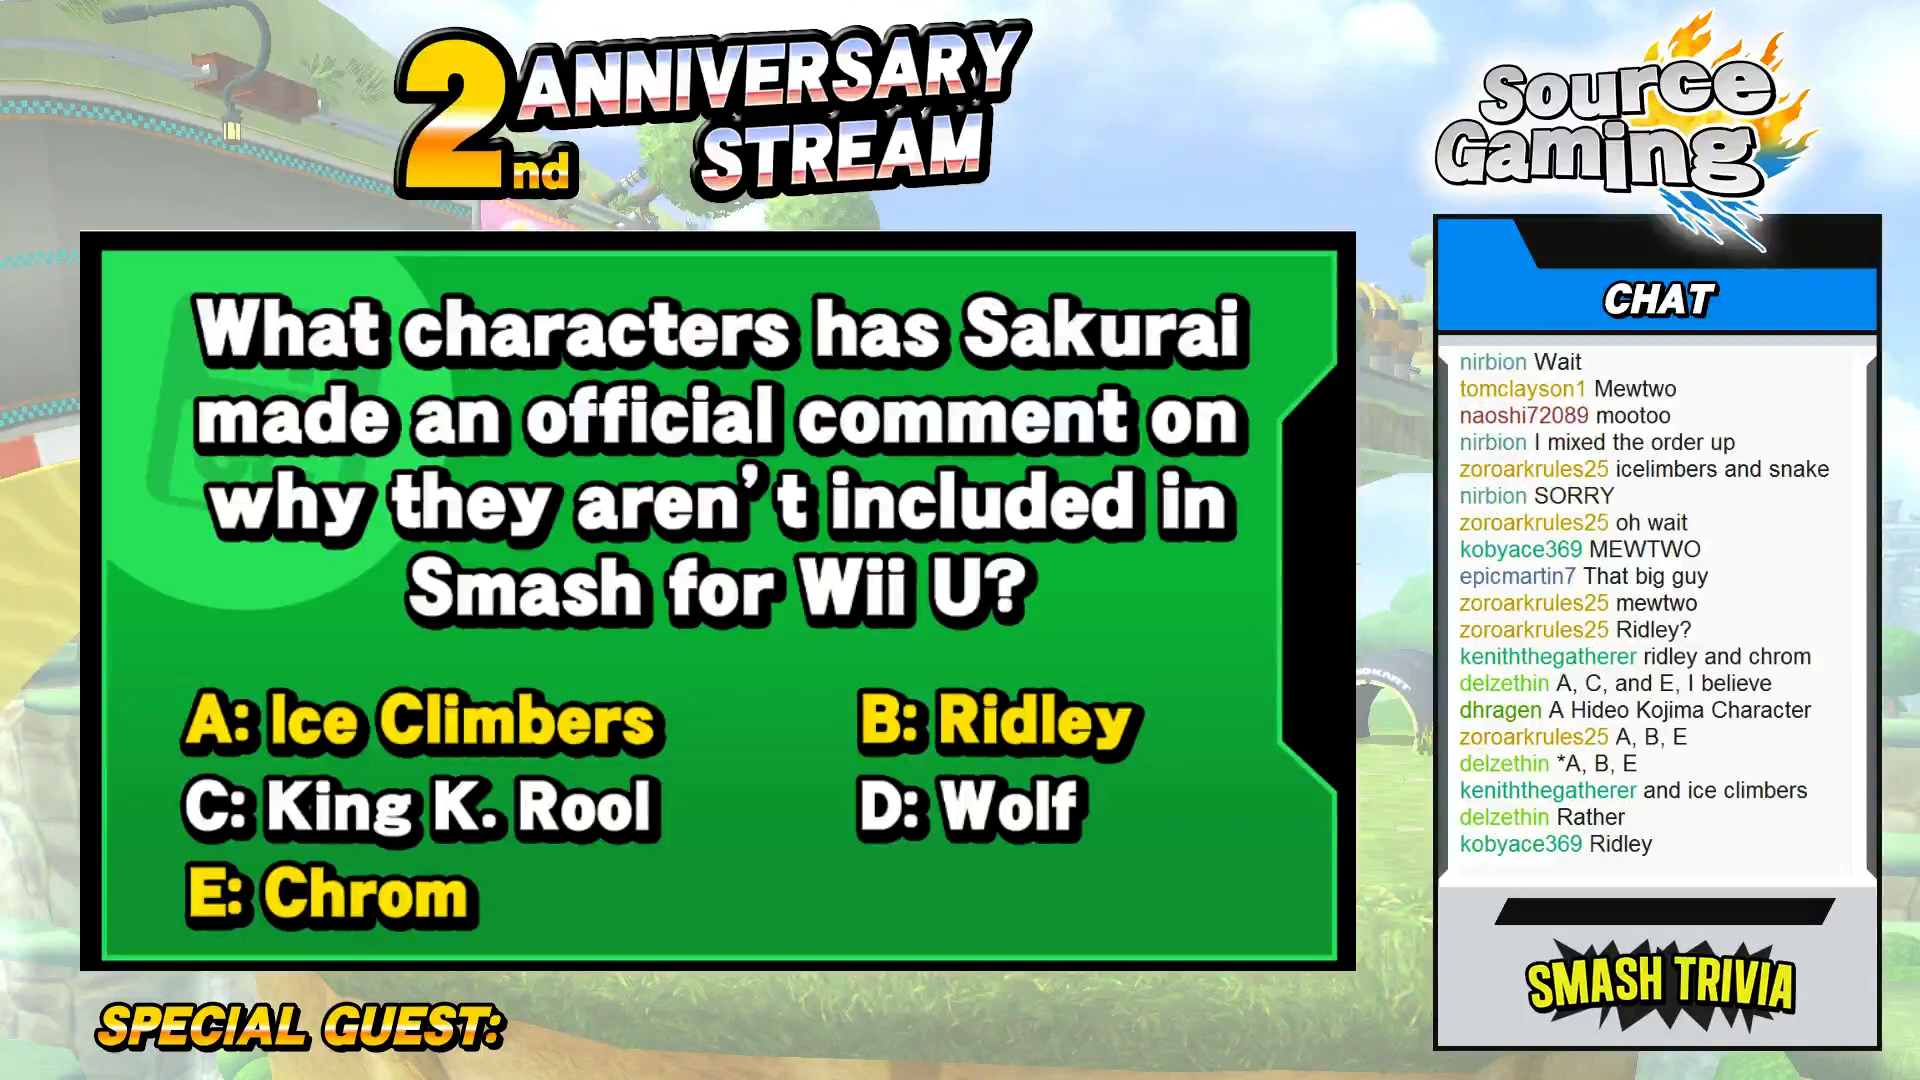 2nd ANNIVERSARY
STREAM
Source
Gaming
What characters has Sakurai
made an official comment on
why they aren't included in
Smash for Wii U?
A: Ice Climbers
B: Ridley
C: King K. Rool
D: Wolf
E: Chrom
SPECIAL GUEST:
CHAT
nirbion Wait
tomclayson1 Mewtwo
naoshi72089 mootoo
nirbion I mixed the order up
zoroarkrules25 icelimbers and snake
nirbion SORRY
zoroarkrules25 oh wait
kobyace369 MEWTWO
epicmartin7 That big guy
zoroarkrules25 mewtwo
zoroarkrules25 Ridley?
keniththegatherer ridley and chrom
delzethin A, C, and E, I believe
dhragen A Hideo Kojima Character
zoroarkrules25 A, B, E
delzethin *A, B, E
keniththegatherer and ice climbers
delzethin Rather
kobyace369 Ridley
SMASH TRIVIA